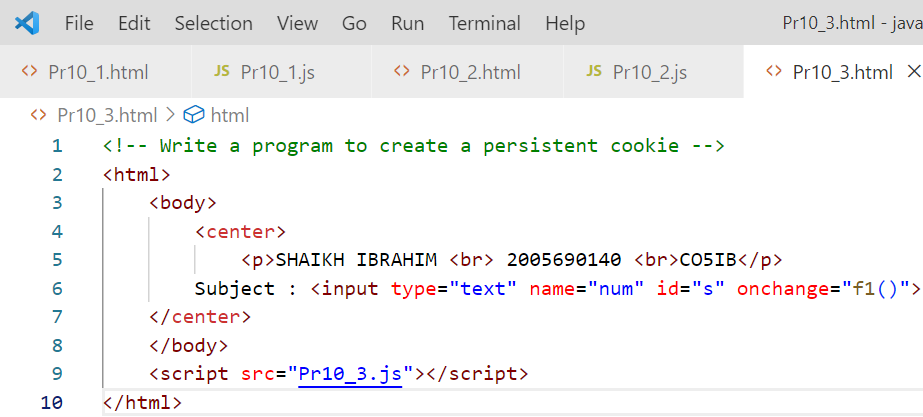 File Edit Selection View Go Run Terminal Help Pr10_3.html - java
<> Pr10_1.html JS Pr10_1.js <> Pr10_2.html JS Pr10_2.js <> Pr10_3.html ×
<> Pr10_3.html > html
1 <!-- Write a program to create a persistent cookie -->
2 <html>
3 <body>
4 <center>
5 <p>SHAIKH IBRAHIM <br> 2005690140 <br>CO5IB</p>
6 Subject : <input type="text" name="num" id="s" onchange="f1()">
7 </center>
8 </body>
9 <script src="Pr10_3.js"></script>
10 </html>